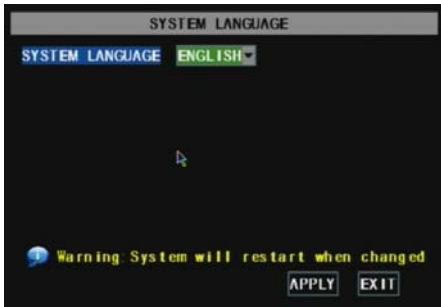 SYSTEM LANGUAGE
SYSTEM LANGUAGE ENGLISH
Warning:System will restart when changed
APPLY EXIT